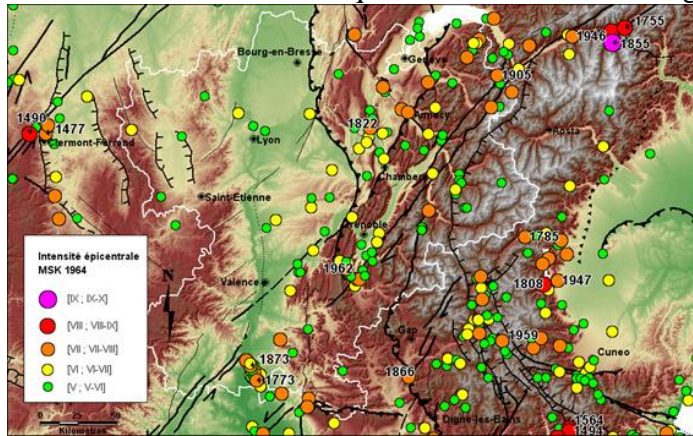 1755
1946
1855
Bourg-en-Bresse
Genève
1905
1490
1477
1822
Annecy
Clermont-Ferrand
Lyon
Aosta
Chambéry
Saint-Etienne
Grenoble
1785
Intensité épicentrale
MSK 1964
N
1962
[IX ; IX-X]
Valence
1808
1947
[VIII ; VIII-IX]
[VII ; VII-VIII]
Gap
1959
[VI ; VI-VII]
1873
Cuneo
[V ; V-VI]
1773
1866
0 25 50
Kilomètres
Digne-les-Bains
1564
1494